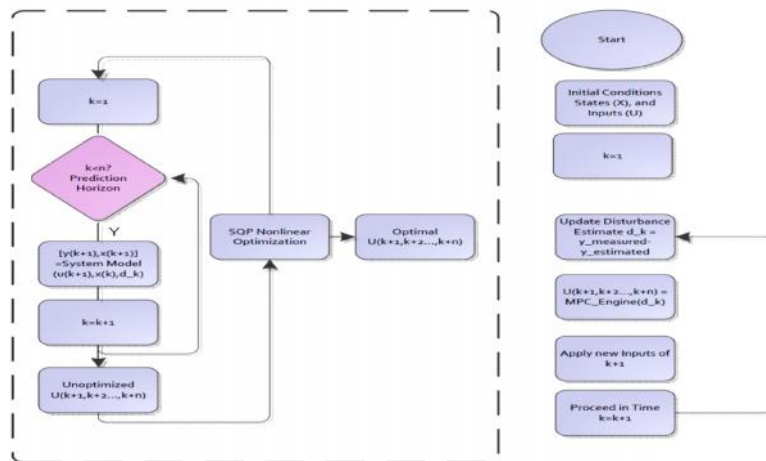 k=1
k<n?
Prediction
Horizon
Y
[y(k+1),x(k+1)]
=System Model
(u(k+1),x(k),d_k)
k=k+1
Unoptimized
U(k+1,k+2...,k+n)
SQP Nonlinear
Optimization
Optimal
U(k+1,k+2...,k+n)
Start
Initial Conditions
States (X), and
Inputs (U)
k=1
Update Disturbance
Estimate d_k =
y_measured-
y_estimated
U(k+1,k+2...,k+n) =
MPC_Engine(d_k)
Apply new Inputs of
k+1
Proceed in Time
k=k+1